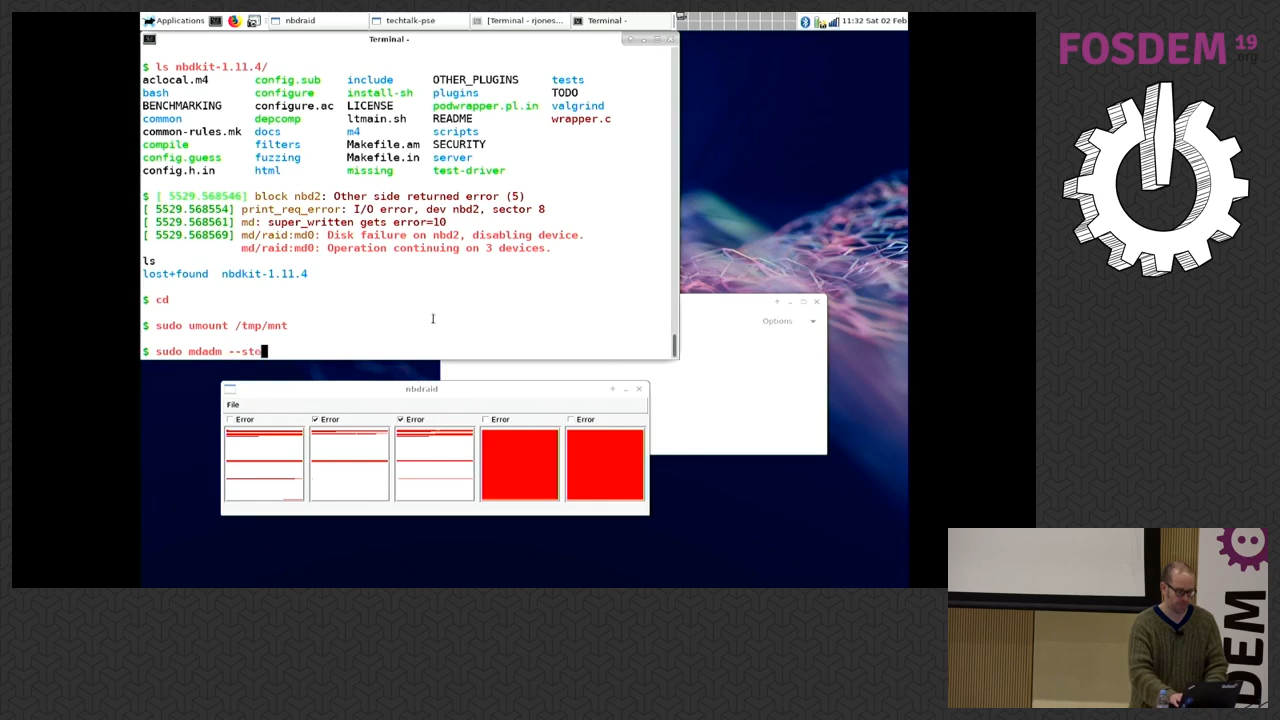 Applications nbdraid techtalk-pse [Terminal - rjones... Terminal - 11:32 Sat 02 Feb
Terminal -
$ ls nbdkit-1.11.4/
aclocal.m4 config.sub include OTHER_PLUGINS tests
bash configure install-sh plugins TODO
BENCHMARKING configure.ac LICENSE podwrapper.pl.in valgrind
common depcomp ltmain.sh README wrapper.c
common-rules.mk docs m4 scripts
compile filters Makefile.am SECURITY
config.guess fuzzing Makefile.in server
config.h.in html missing test-driver
$ [ 5529.568546] block nbd2: Other side returned error (5)
[ 5529.568554] print_req_error: I/O error, dev nbd2, sector 8
[ 5529.568561] md: super_written gets error=10
[ 5529.568569] md/raid:md0: Disk failure on nbd2, disabling device.
md/raid:md0: Operation continuing on 3 devices.
ls
lost+found nbdkit-1.11.4
$ cd
$ sudo umount /tmp/mnt
$ sudo mdadm --sto
Options
nbdraid
File
Error Error Error Error Error
FOSDEM 19
.org
DEM